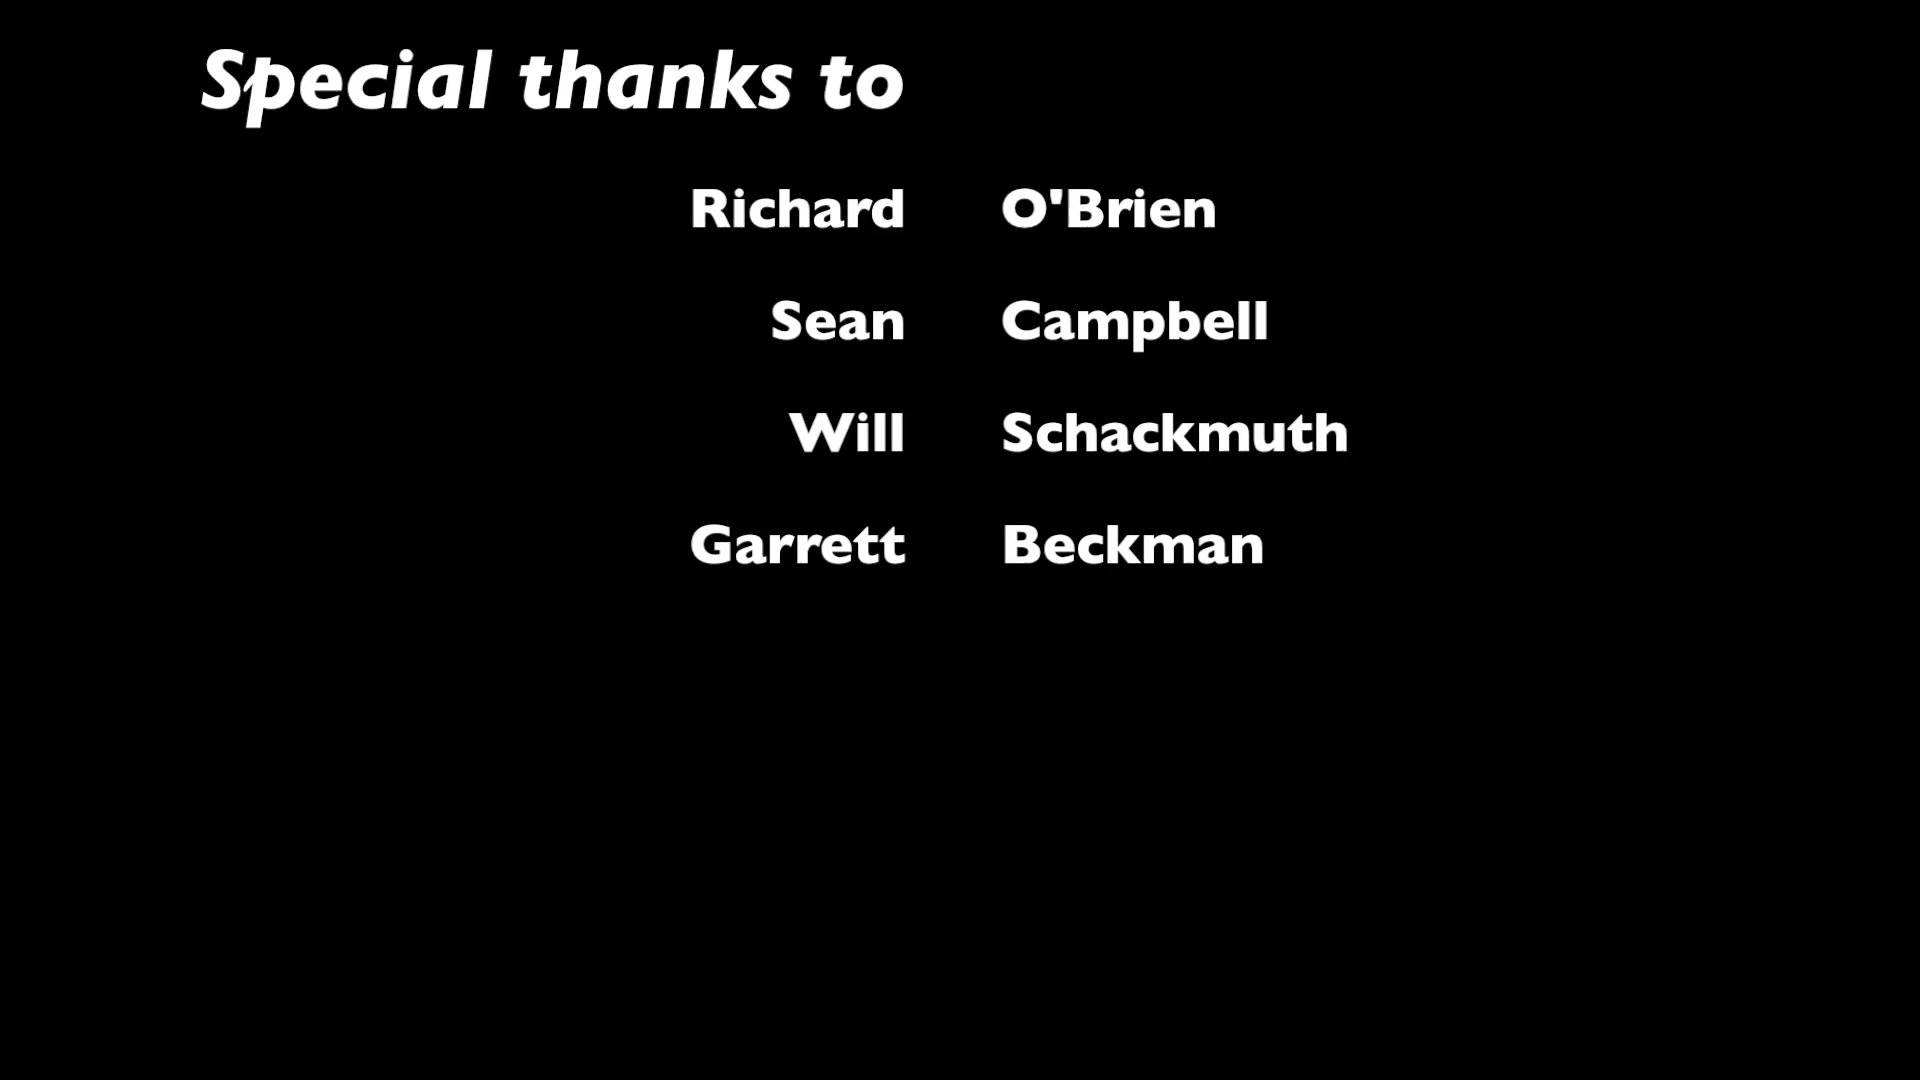 Special thanks to
Richard O'Brien
Sean Campbell
Will Schackmuth
Garrett Beckman